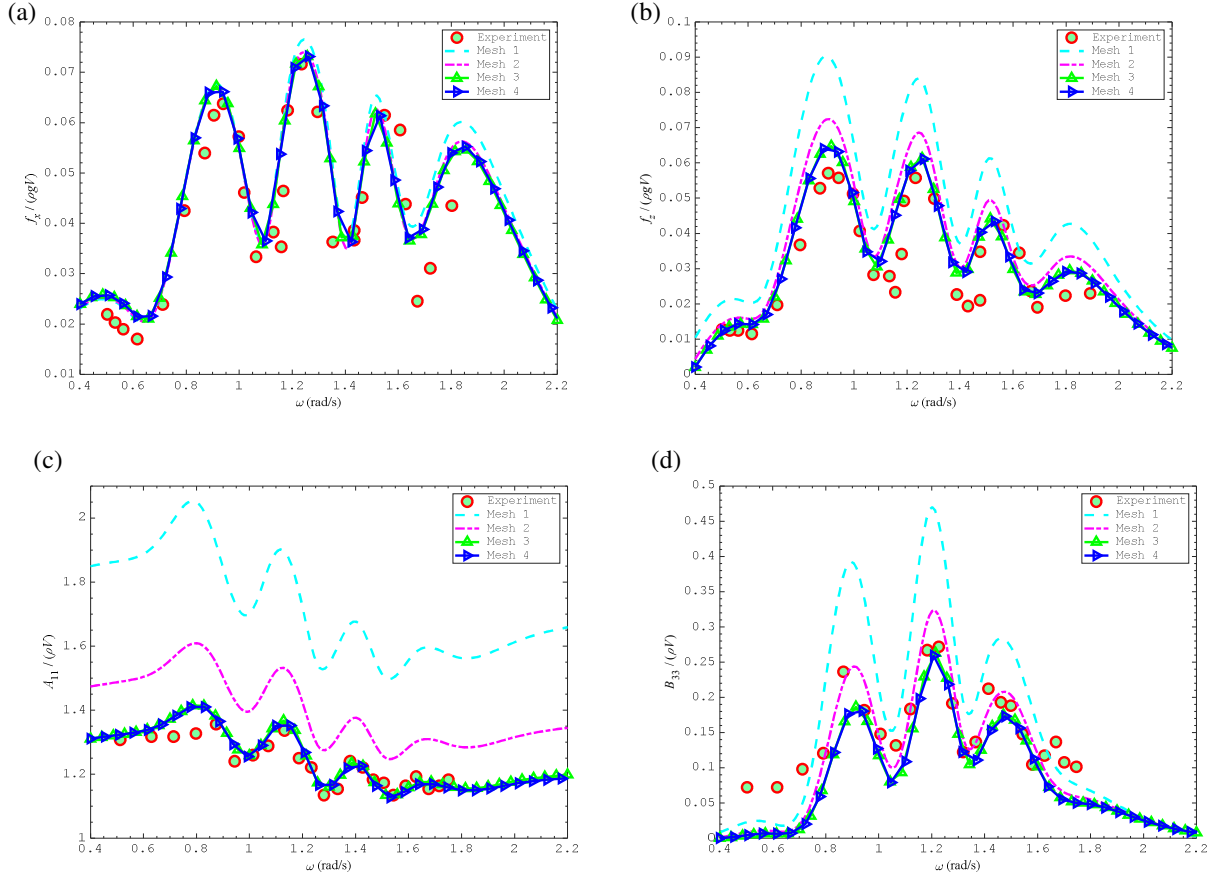 (a)
0.08
0.07
0.06
0.05
0.04
0.03
0.02
0.01
f_x / (ρgV)
Experiment
Mesh 1
Mesh 2
Mesh 3
Mesh 4
0.4 0.6 0.8 1 1.2 1.4 1.6 1.8 2 2.2
ω (rad/s)
(b)
0.1
0.09
0.08
0.07
0.06
0.05
0.04
0.03
0.02
0.01
0
f_z / (ρgV)
Experiment
Mesh 1
Mesh 2
Mesh 3
Mesh 4
0.4 0.6 0.8 1 1.2 1.4 1.6 1.8 2 2.2
ω (rad/s)
(c)
2
1.8
1.6
1.4
1.2
1
A_11 / (ρV)
Experiment
Mesh 1
Mesh 2
Mesh 3
Mesh 4
0.4 0.6 0.8 1 1.2 1.4 1.6 1.8 2 2.2
ω (rad/s)
(d)
0.5
0.45
0.4
0.35
0.3
0.25
0.2
0.15
0.1
0.05
0
B_33 / (ρV)
Experiment
Mesh 1
Mesh 2
Mesh 3
Mesh 4
0.4 0.6 0.8 1 1.2 1.4 1.6 1.8 2 2.2
ω (rad/s)